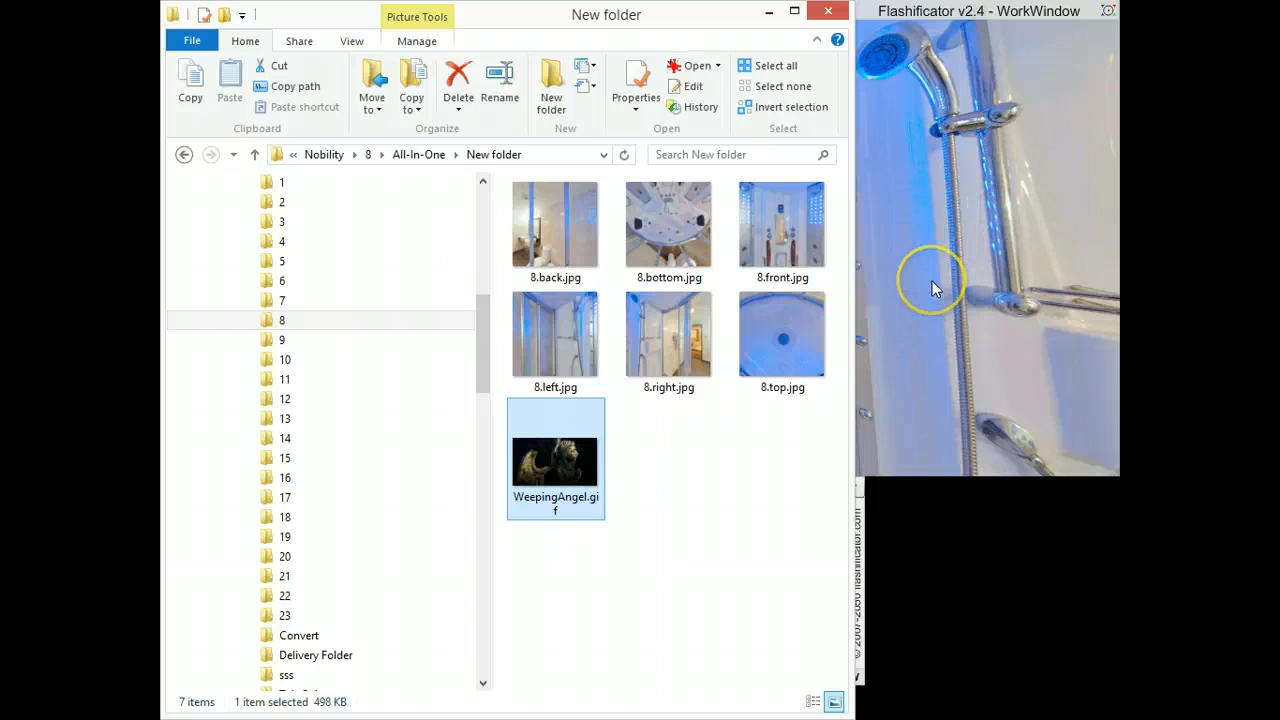 Picture Tools
New folder
Flashificator v2.4 - WorkWindow
File
Home
Share
View
Manage
Copy
Paste
Cut
Copy path
Paste shortcut
Clipboard
Move to
Copy to
Delete
Rename
Organize
New folder
New
Properties
Open
Edit
History
Open
Select all
Select none
Invert selection
Select
« Nobility 8 All-In-One New folder
Search New folder
1
2
3
4
5
6
7
8
9
10
11
12
13
14
15
16
17
18
19
20
21
22
23
Convert
Delivery Folder
sss
8.back.jpg
8.bottom.jpg
8.front.jpg
8.left.jpg
8.right.jpg
8.top.jpg
WeepingAngel.gi
f
7 items
1 item selected 498 KB